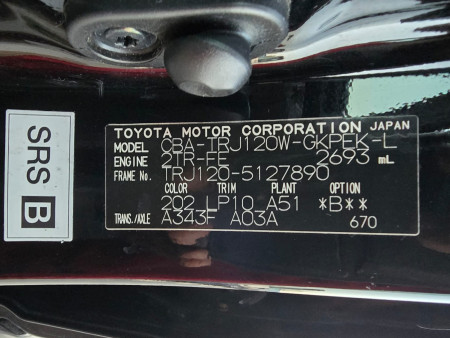 TOYOTA MOTOR CORPORATION JAPAN
MODEL CBA-TRJ120W-GKPEK-L
ENGINE 2TR-FE 2693 mL
FRAME No. TRJ120-5127890
COLOR TRIM PLANT OPTION
202 LP10 A51 *B**
TRANS./AXLE A343F A03A 670
SRS B